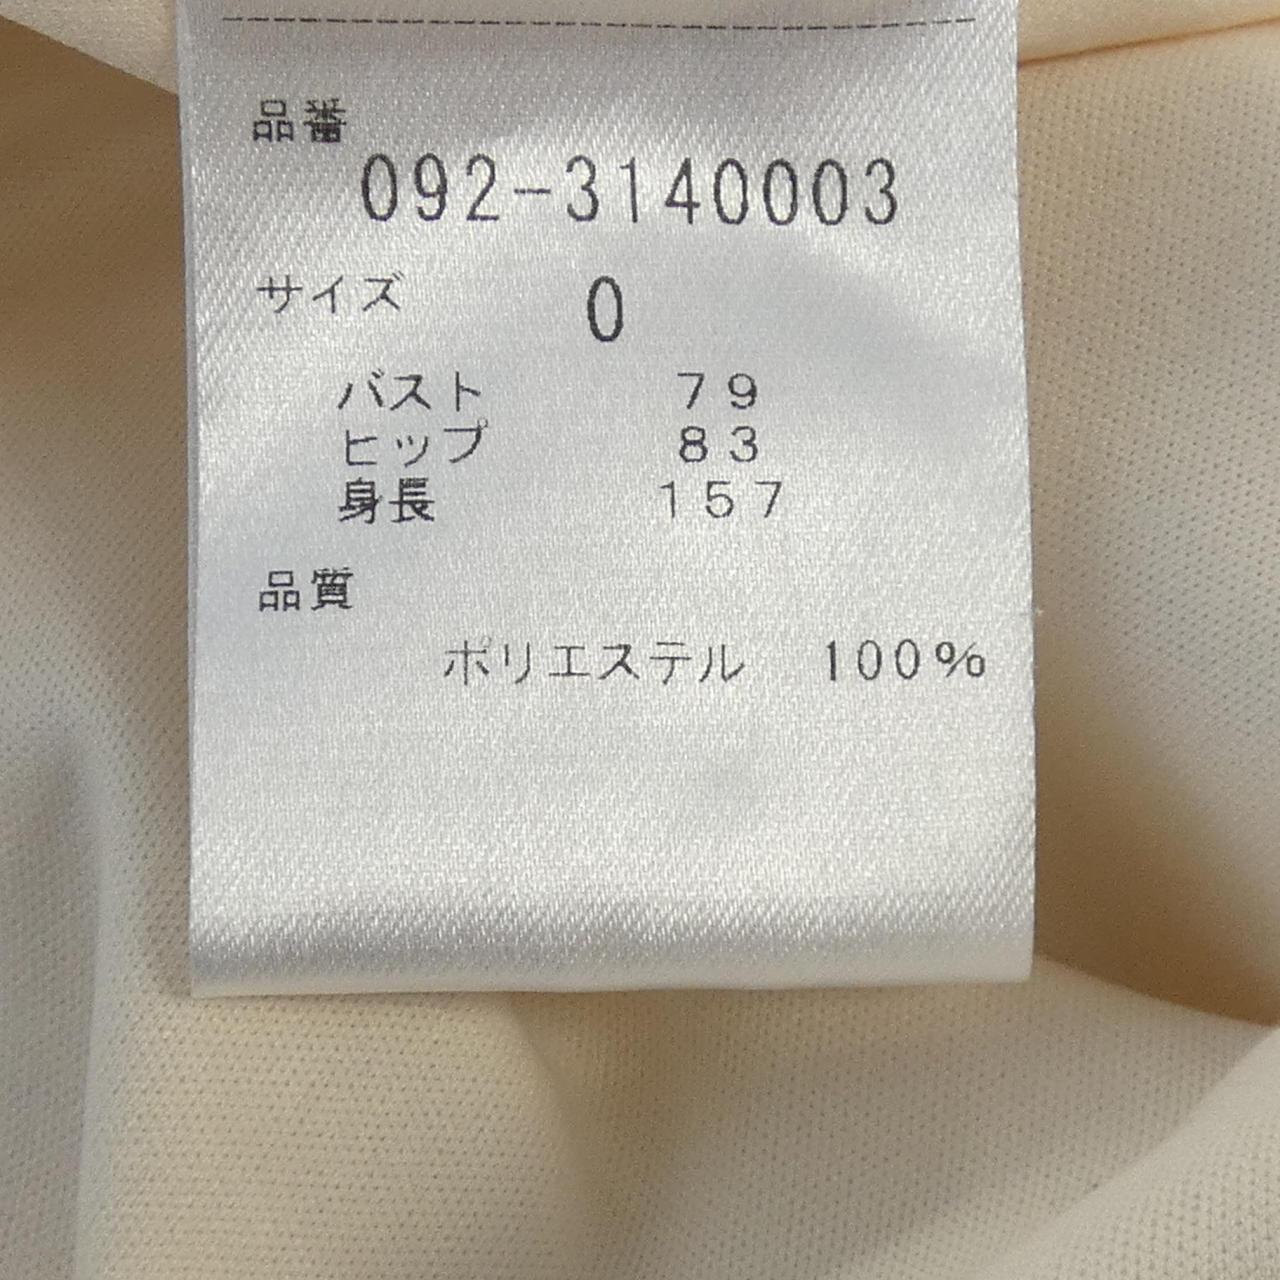 品番
092-3140003
サイズ 0
バスト 79
ヒップ 83
身長 157
品質
ポリエステル 100%